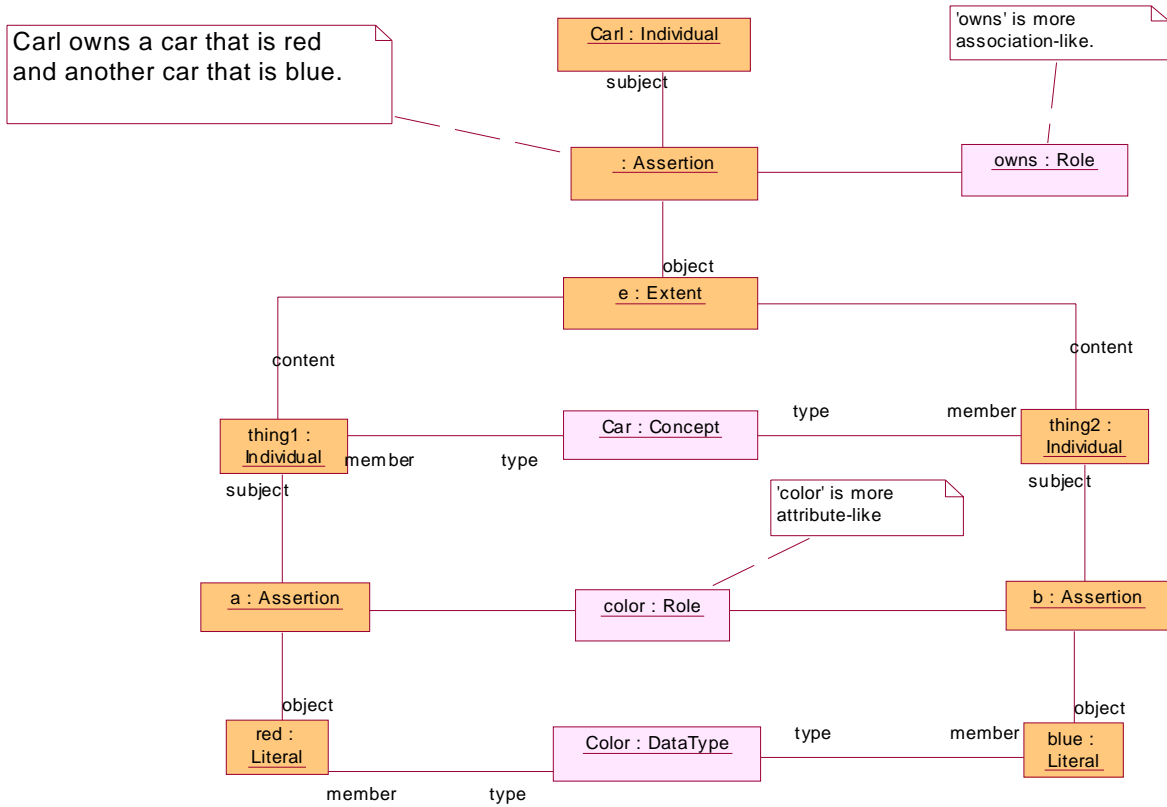 Carl owns a car that is red
and another car that is blue.
Carl : Individual
'owns' is more
association-like.
subject
: Assertion
owns : Role
object
e : Extent
content
content
thing1 :
Individual
member
type
Car : Concept
type
member
thing2 :
Individual
subject
subject
'color' is more
attribute-like
a : Assertion
color : Role
b : Assertion
object
object
red :
Literal
member
type
Color : DataType
type
member
blue :
Literal